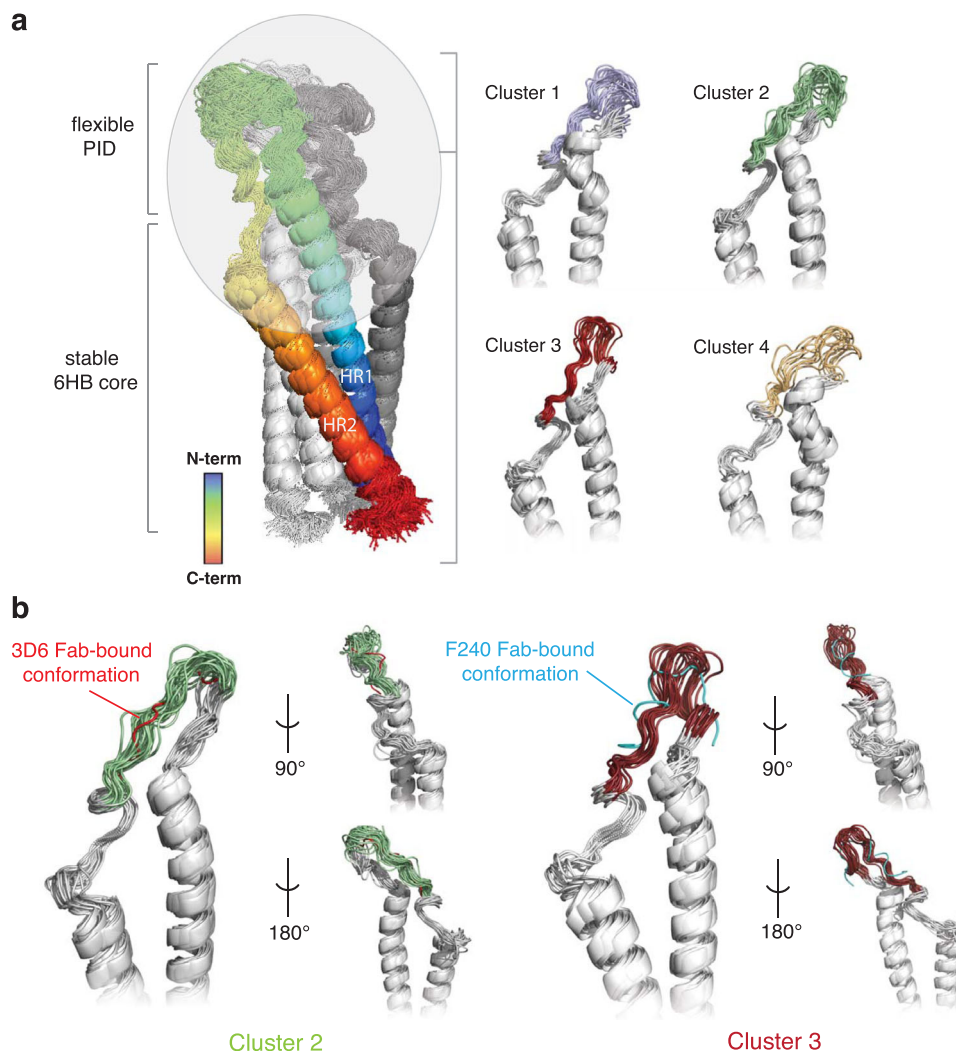 a
flexible
PID
stable
6HB core
HR1
HR2
N-term
C-term
Cluster 1
Cluster 2
Cluster 3
Cluster 4
b
3D6 Fab-bound
conformation
90°
180°
F240 Fab-bound
conformation
90°
180°
Cluster 2
Cluster 3